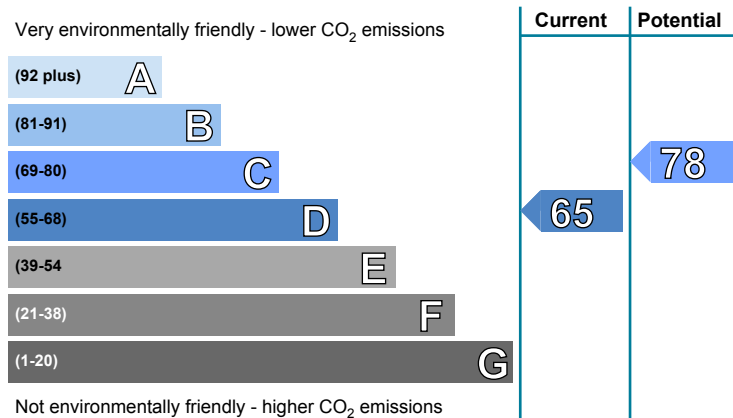 Current Potential
Very environmentally friendly - lower CO₂ emissions
(92 plus) A
(81-91) B
(69-80) C
78
(55-68) D
65
(39-54 E
(21-38) F
(1-20) G
Not environmentally friendly - higher CO₂ emissions